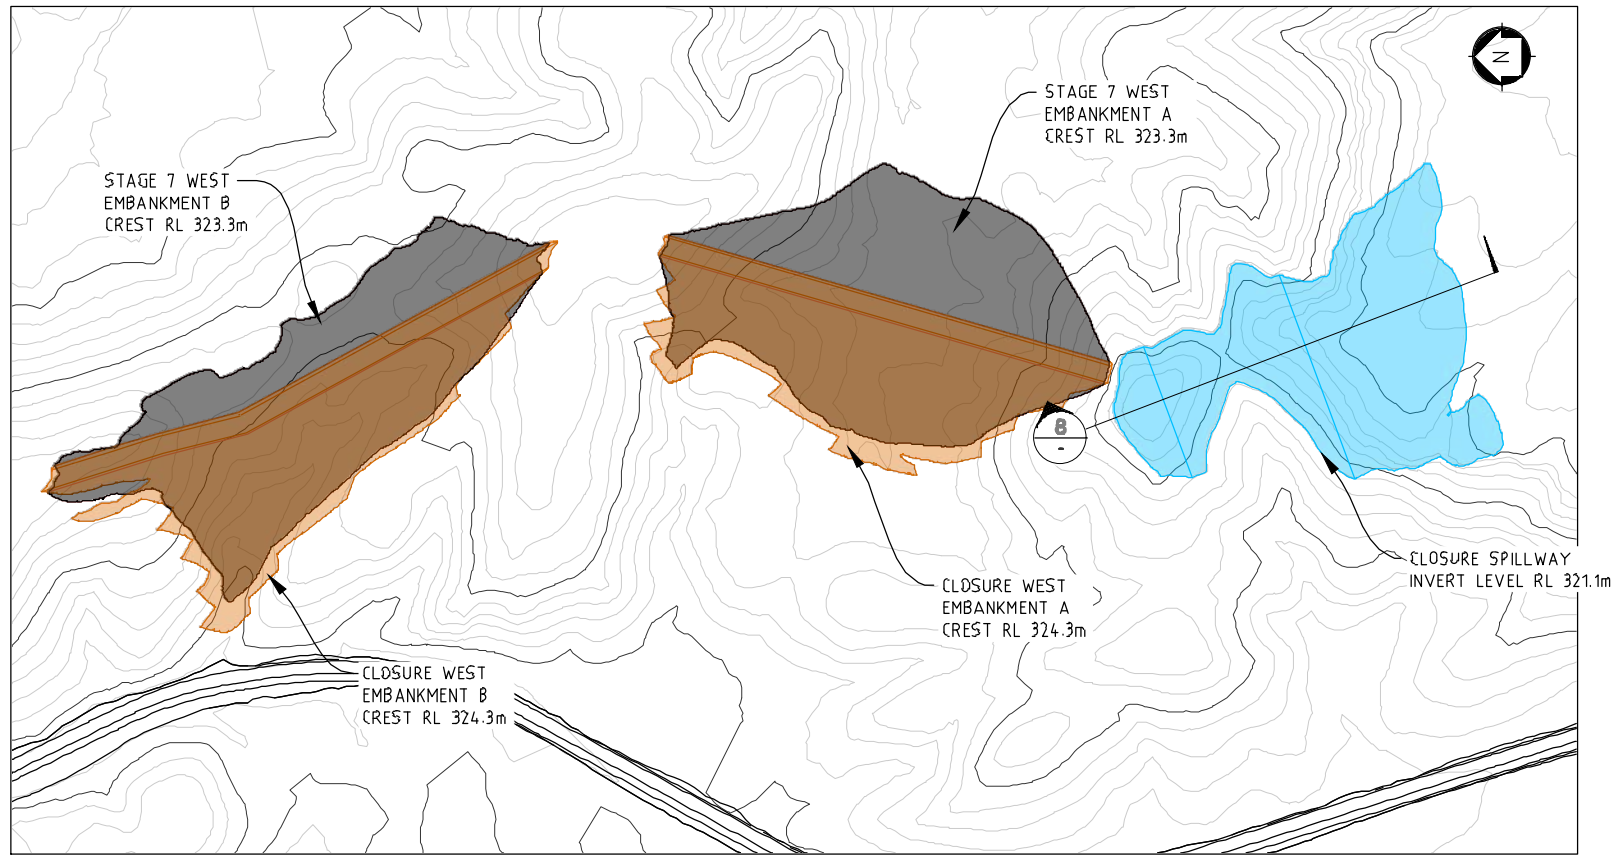 N
STAGE 7 WEST
EMBANKMENT A
CREST RL 323.3m
STAGE 7 WEST
EMBANKMENT B
CREST RL 323.3m
8
-
CLOSURE SPILLWAY
INVERT LEVEL RL 321.1m
CLOSURE WEST
EMBANKMENT A
CREST RL 324.3m
CLOSURE WEST
EMBANKMENT B
CREST RL 324.3m